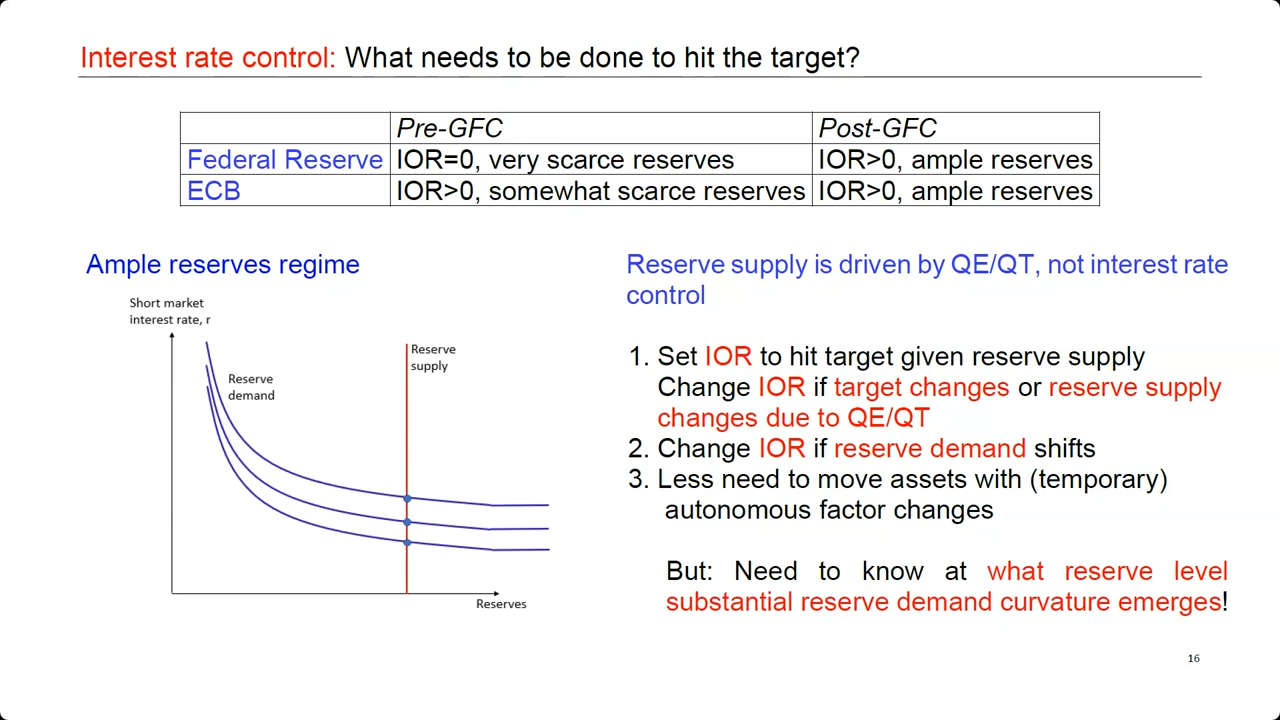 Interest rate control: What needs to be done to hit the target?
Pre-GFC Post-GFC
Federal Reserve IOR=0, very scarce reserves IOR>0, ample reserves
ECB IOR>0, somewhat scarce reserves IOR>0, ample reserves
Ample reserves regime
Short market
interest rate, r
Reserve
demand
Reserve
supply
Reserves
Reserve supply is driven by QE/QT, not interest rate
control
1. Set IOR to hit target given reserve supply
Change IOR if target changes or reserve supply
changes due to QE/QT
2. Change IOR if reserve demand shifts
3. Less need to move assets with (temporary)
autonomous factor changes
But: Need to know at what reserve level
substantial reserve demand curvature emerges!
16